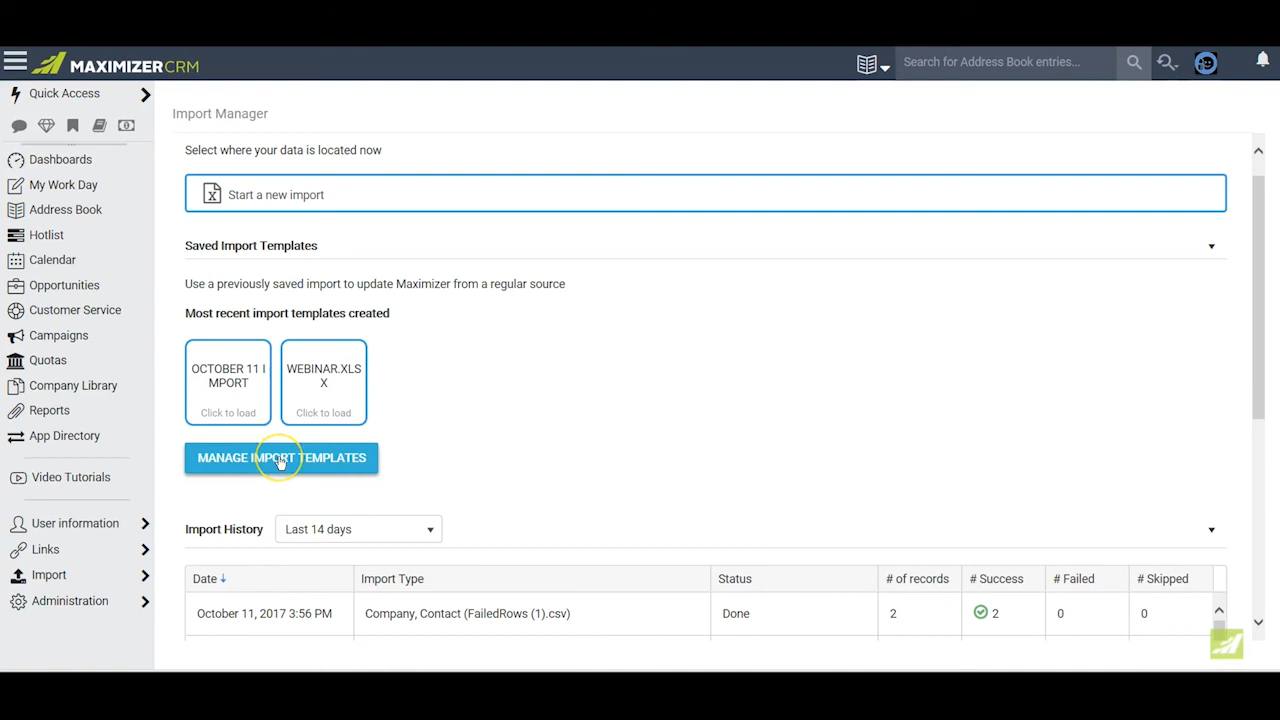 MAXIMIZERCRM
Search for Address Book entries...
Quick Access
Dashboards
My Work Day
Address Book
Hotlist
Calendar
Opportunities
Customer Service
Campaigns
Quotas
Company Library
Reports
App Directory
Video Tutorials
User information
Links
Import
Administration
Import Manager
Select where your data is located now
Start a new import
Saved Import Templates
Use a previously saved import to update Maximizer from a regular source
Most recent import templates created
OCTOBER 11 I
MPORT
Click to load
WEBINAR.XLS
X
Click to load
MANAGE IMPORT TEMPLATES
Import History Last 14 days
Date Import Type Status # of records # Success # Failed # Skipped
October 11, 2017 3:56 PM Company, Contact (FailedRows (1).csv) Done 2 2 0 0